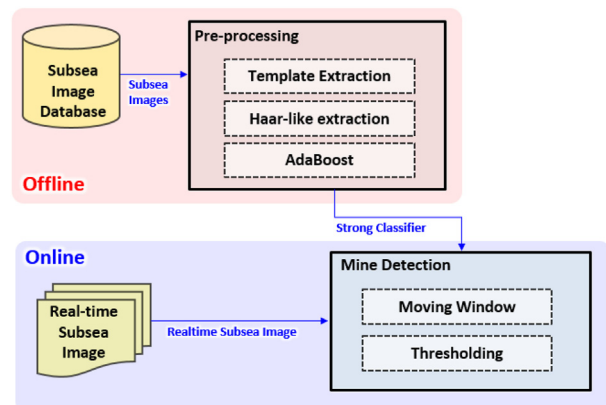 Pre-processing
Subsea
Image
Database
Subsea
Images
Template Extraction
Haar-like extraction
AdaBoost
Offline
Strong Classifier
Online
Mine Detection
Real-time
Subsea
Image
Realtime Subsea Image
Moving Window
Thresholding